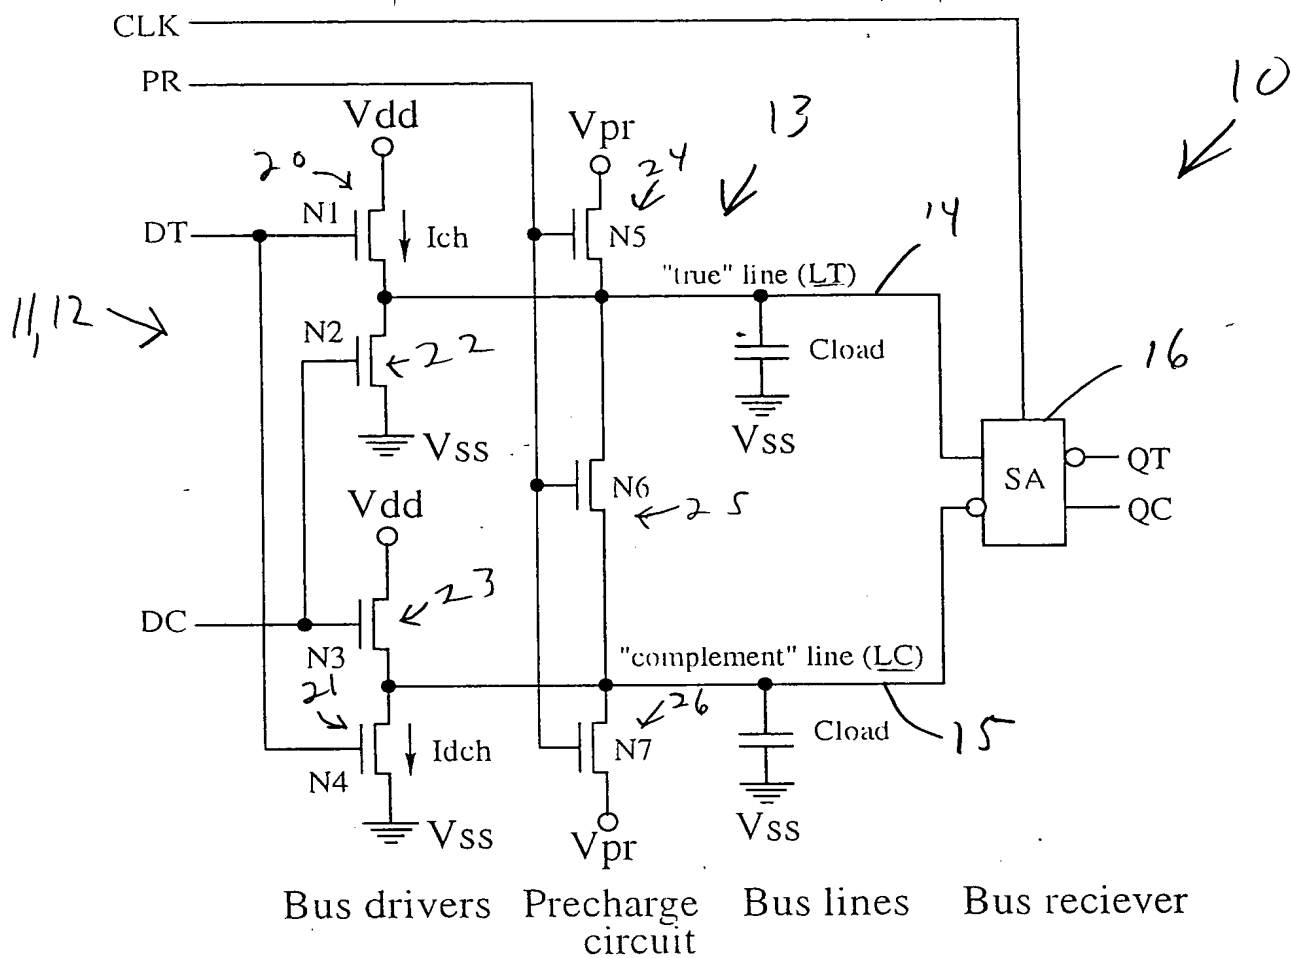 CLK
PR
10
Vdd
Vpr
13
20
24
N1
DT
Ich
N5
14
"true" line (LT)
11,12
N2
22
Cload
16
Vss
Vss
SA
QT
N6
25
QC
Vdd
23
DC
N3
"complement" line (LC)
21
26
15
Idch
N7
Cload
N4
Vss
Vss
Vpr
Bus drivers Precharge circuit Bus lines Bus reciever